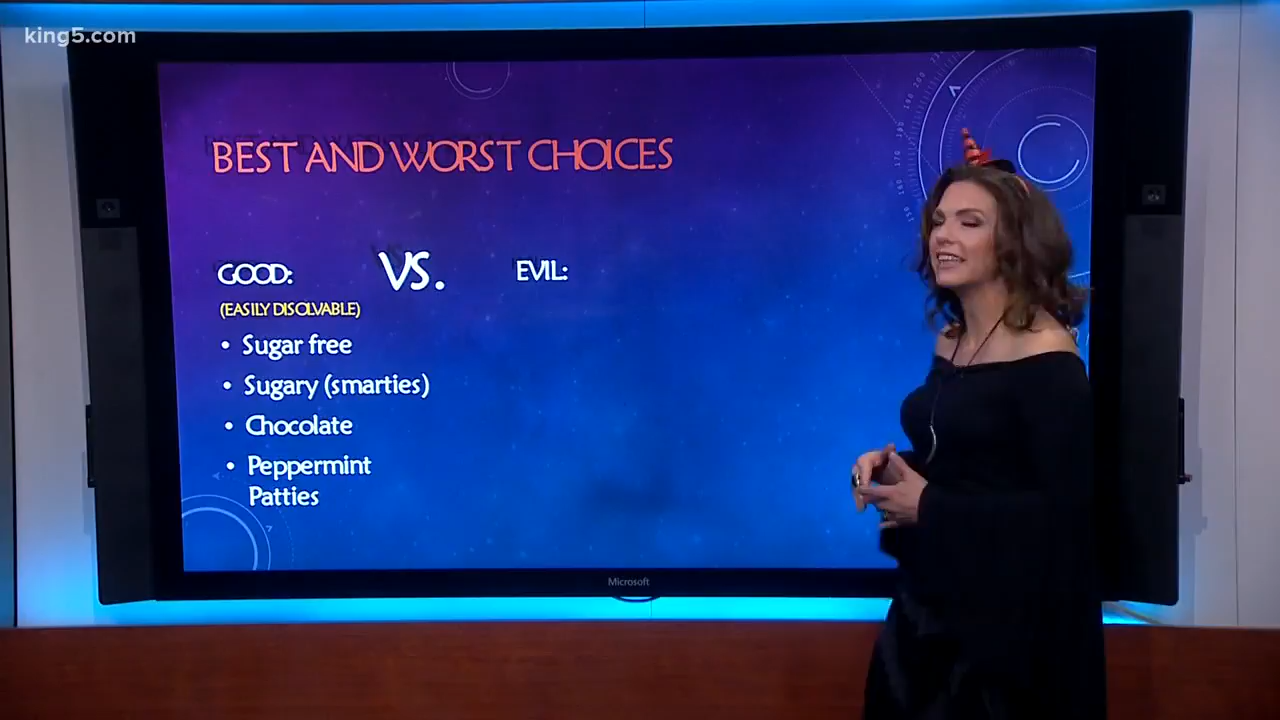 king5.com
BEST AND WORST CHOICES
GOOD: VS. EVIL:
(EASILY DISOLVABLE)
• Sugar free
• Sugary (smarties)
• Chocolate
• Peppermint
Patties
Microsoft